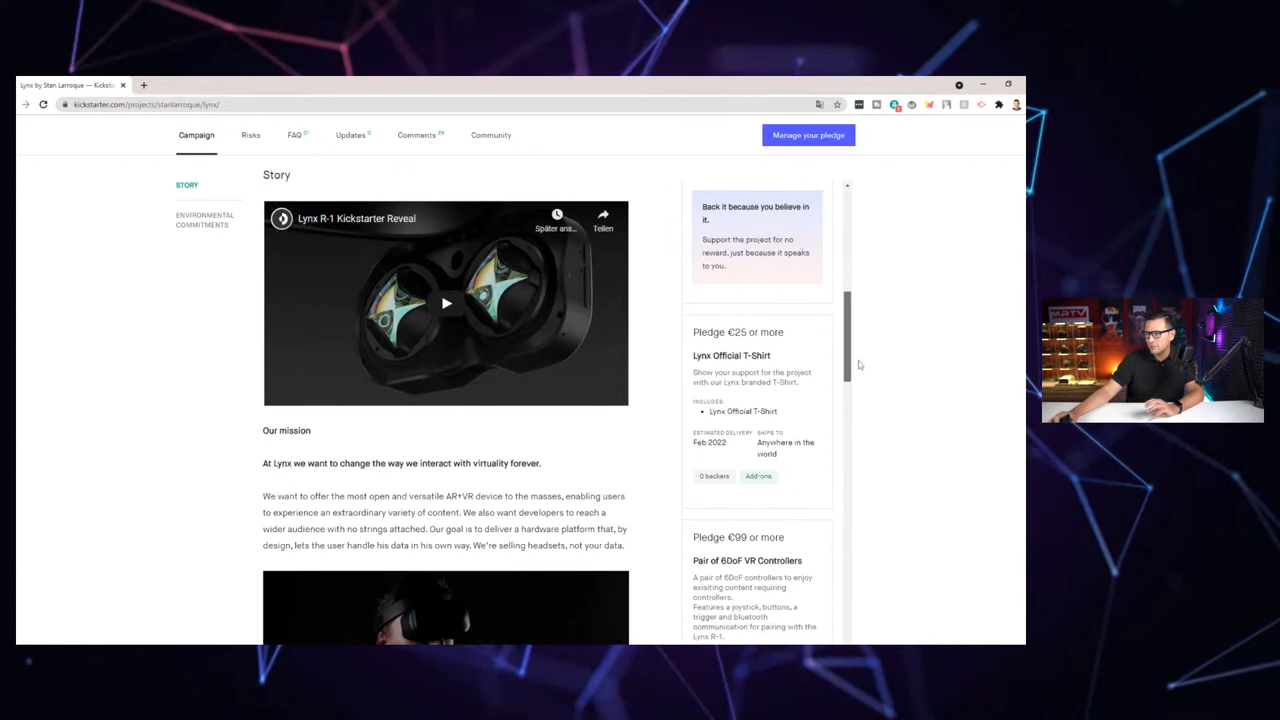 Lynx by Stan Larroque — Kicksta
kickstarter.com/projects/stanlarroque/lynx/
Campaign
Risks
FAQ 21
Updates 0
Comments 26
Community
Manage your pledge
STORY
ENVIRONMENTAL
COMMITMENTS
Story
Lynx R-1 Kickstarter Reveal
Später ans...
Teilen
Our mission
At Lynx we want to change the way we interact with virtuality forever.
We want to offer the most open and versatile AR+VR device to the masses, enabling users
to experience an extraordinary variety of content. We also want developers to reach a
wider audience with no strings attached. Our goal is to deliver a hardware platform that, by
design, lets the user handle his data in his own way. We're selling headsets, not your data.
Back it because you believe in
it.
Support the project for no
reward, just because it speaks
to you.
Pledge €25 or more
Lynx Official T-Shirt
Show your support for the project
with our Lynx branded T-Shirt.
INCLUDES:
• Lynx Official T-Shirt
ESTIMATED DELIVERY SHIPS TO
Feb 2022 Anywhere in the
world
0 backers
Add-ons
Pledge €99 or more
Pair of 6DoF VR Controllers
A pair of 6DoF controllers to enjoy
exisiting content requiring
controllers.
Features a joystick, buttons, a
trigger and bluetooth
communication for pairing with the
Lynx R-1.
MRTV